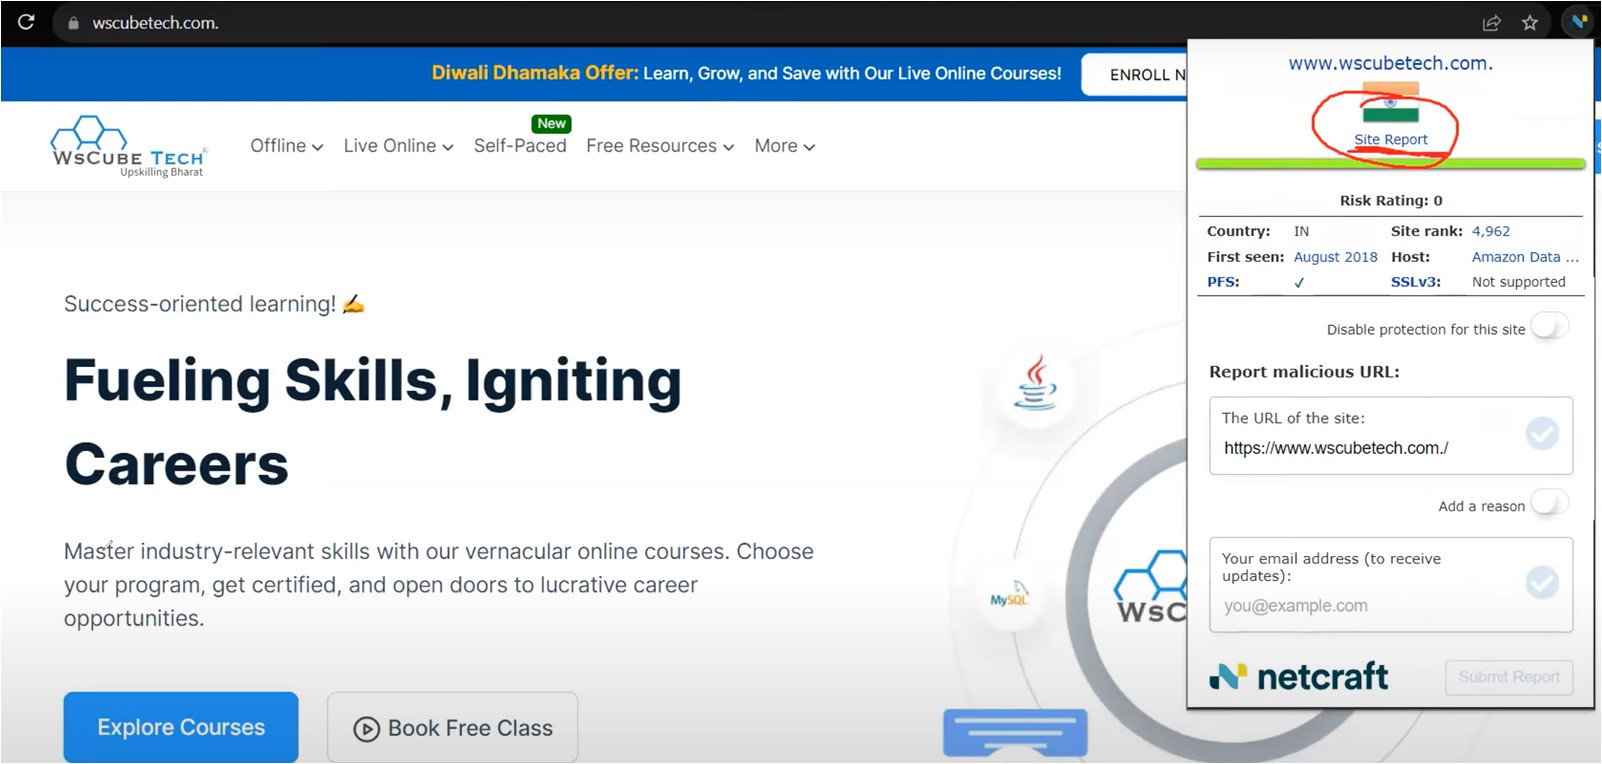 wscubetech.com.
Diwali Dhamaka Offer: Learn, Grow, and Save with Our Live Online Courses!
ENROLL N
WSCUBE TECH®
Upskilling Bharat
Offline
Live Online
New
Self-Paced
Free Resources
More
Success-oriented learning! ✍️
Fueling Skills, Igniting
Careers
Master industry-relevant skills with our vernacular online courses. Choose
your program, get certified, and open doors to lucrative career
opportunities.
Explore Courses
Book Free Class
MySQL
WSC
www.wscubetech.com.
Site Report
Risk Rating: 0
Country: IN Site rank: 4,962
First seen: August 2018 Host: Amazon Data ...
PFS: ✓ SSLv3: Not supported
Disable protection for this site
Report malicious URL:
The URL of the site:
https://www.wscubetech.com./
Add a reason
Your email address (to receive
updates):
you@example.com
netcraft
Submit Report